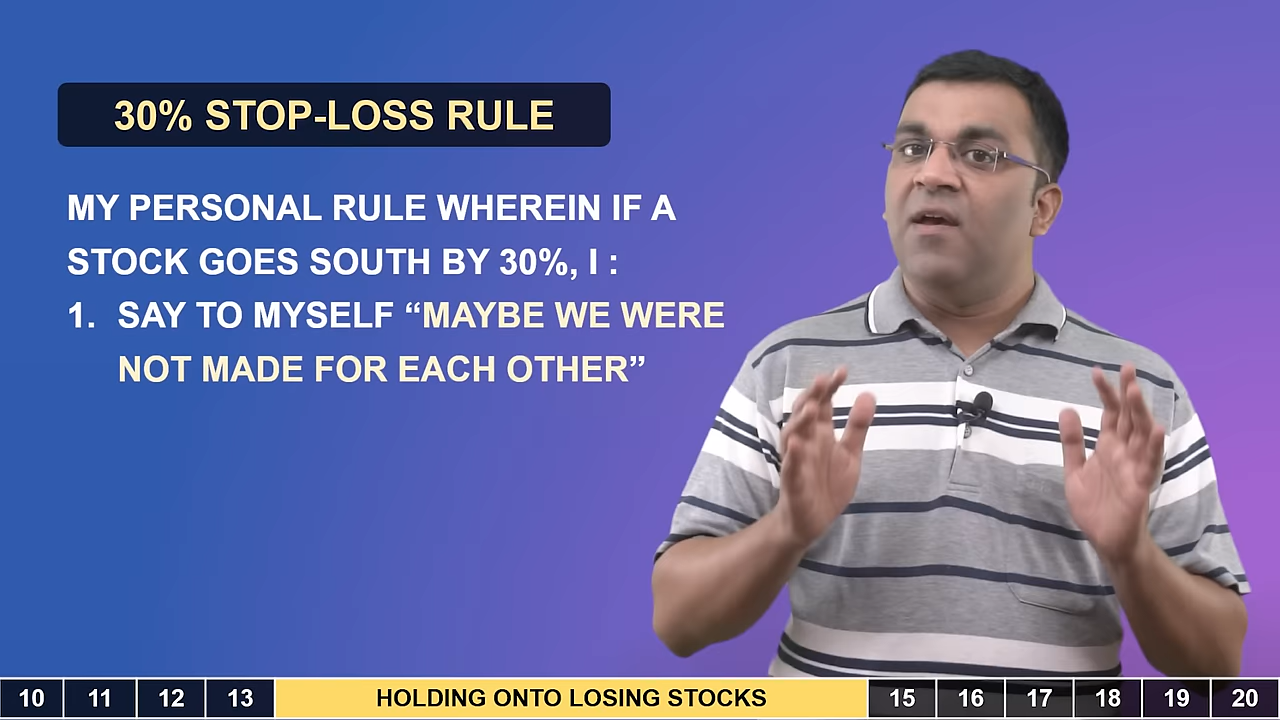 30% STOP-LOSS RULE
MY PERSONAL RULE WHEREIN IF A
STOCK GOES SOUTH BY 30%, I :
1. SAY TO MYSELF “MAYBE WE WERE
NOT MADE FOR EACH OTHER”
10 11 12 13 HOLDING ONTO LOSING STOCKS 15 16 17 18 19 20